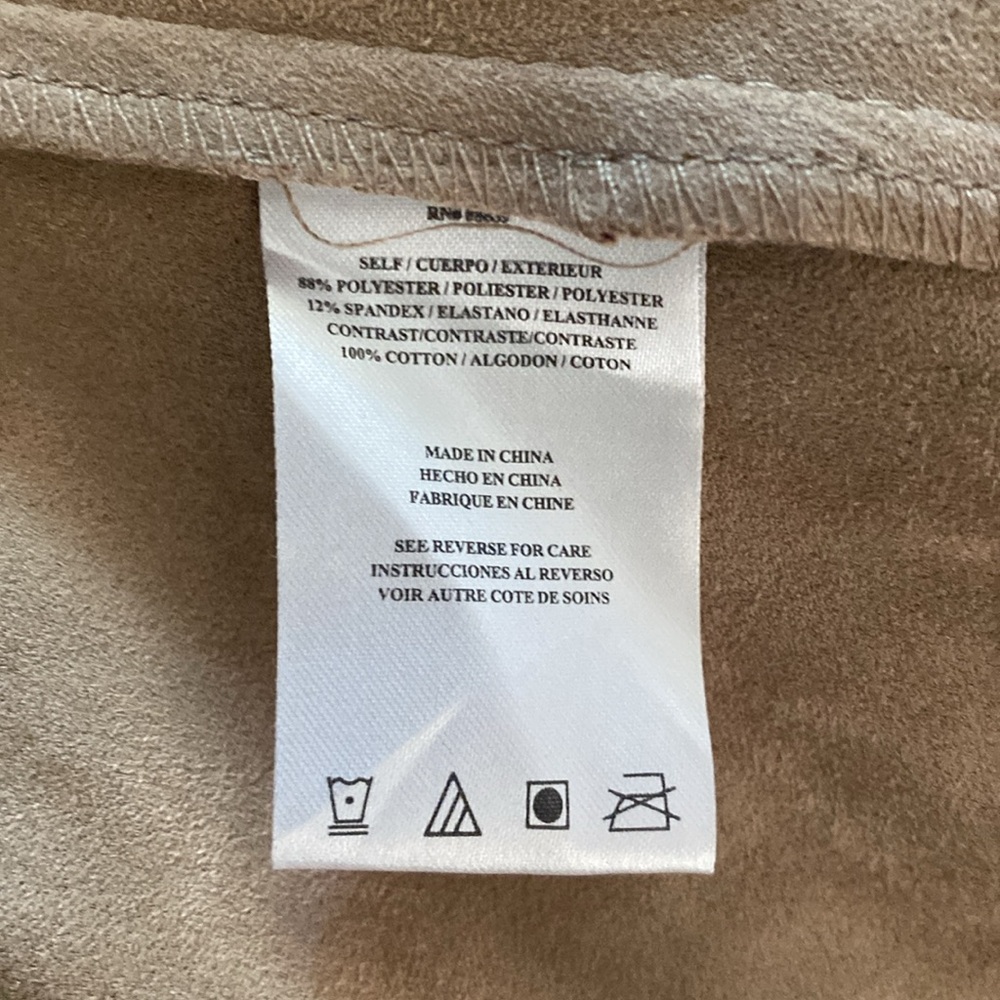 RN#
SELF / CUERPO / EXTERIEUR
88% POLYESTER / POLIESTER / POLYESTER
12% SPANDEX / ELASTANO / ELASTHANNE
CONTRAST/CONTRASTE/CONTRASTE
100% COTTON / ALGODON / COTON
MADE IN CHINA
HECHO EN CHINA
FABRIQUE EN CHINE
SEE REVERSE FOR CARE
INSTRUCCIONES AL REVERSO
VOIR AUTRE COTE DE SOINS